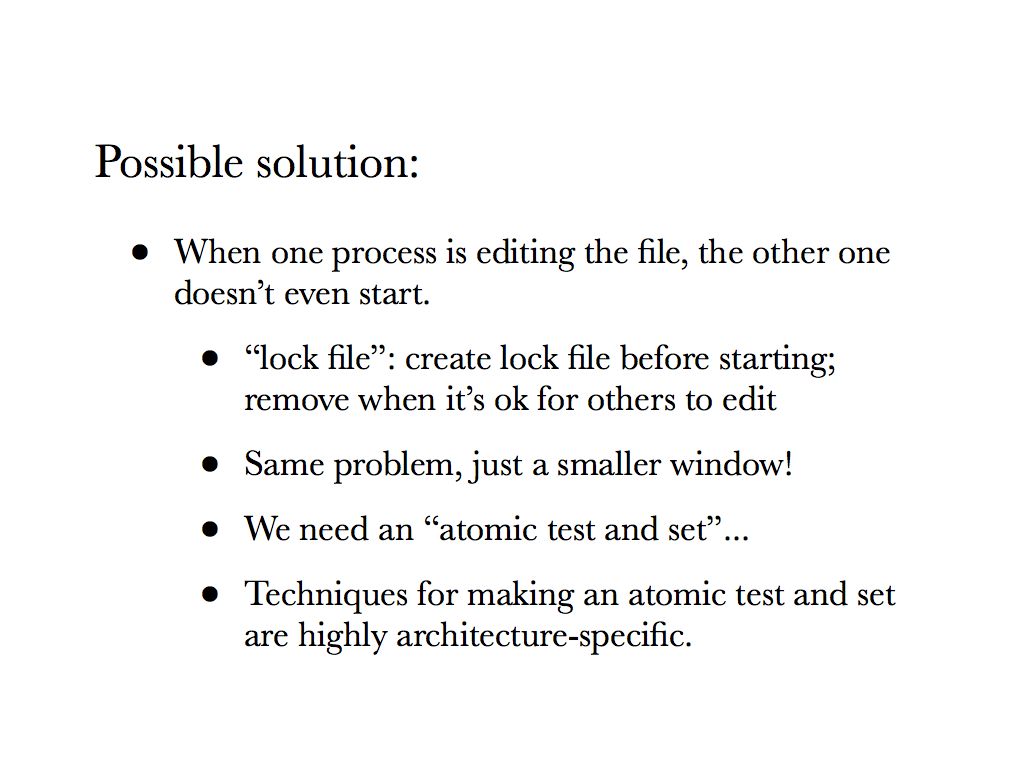 Possible solution:
● When one process is editing the file, the other one
doesn’t even start.
● “lock file”: create lock file before starting;
remove when it’s ok for others to edit
● Same problem, just a smaller window!
● We need an “atomic test and set”...
● Techniques for making an atomic test and set
are highly architecture-specific.